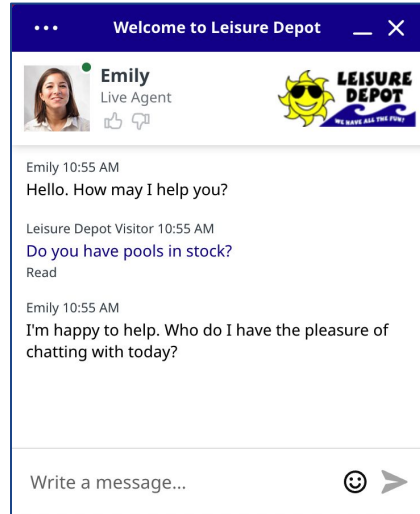 Welcome to Leisure Depot
Emily
Live Agent
LEISURE
DEPOT
WE HAVE ALL THE FUN!
Emily 10:55 AM
Hello. How may I help you?
Leisure Depot Visitor 10:55 AM
Do you have pools in stock?
Read
Emily 10:55 AM
I'm happy to help. Who do I have the pleasure of
chatting with today?
Write a message...